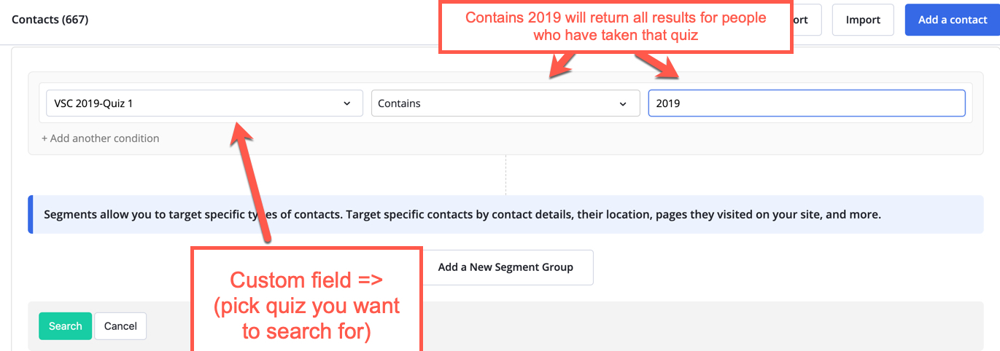 Contacts (667)
Contains 2019 will return all results for people
who have taken that quiz
ort
Import
Add a contact
VSC 2019-Quiz 1
Contains
2019
+ Add another condition
Segments allow you to target specific types of contacts. Target specific contacts by contact details, their location, pages they visited on your site, and more.
Add a New Segment Group
Custom field =>
(pick quiz you want
to search for)
Search
Cancel